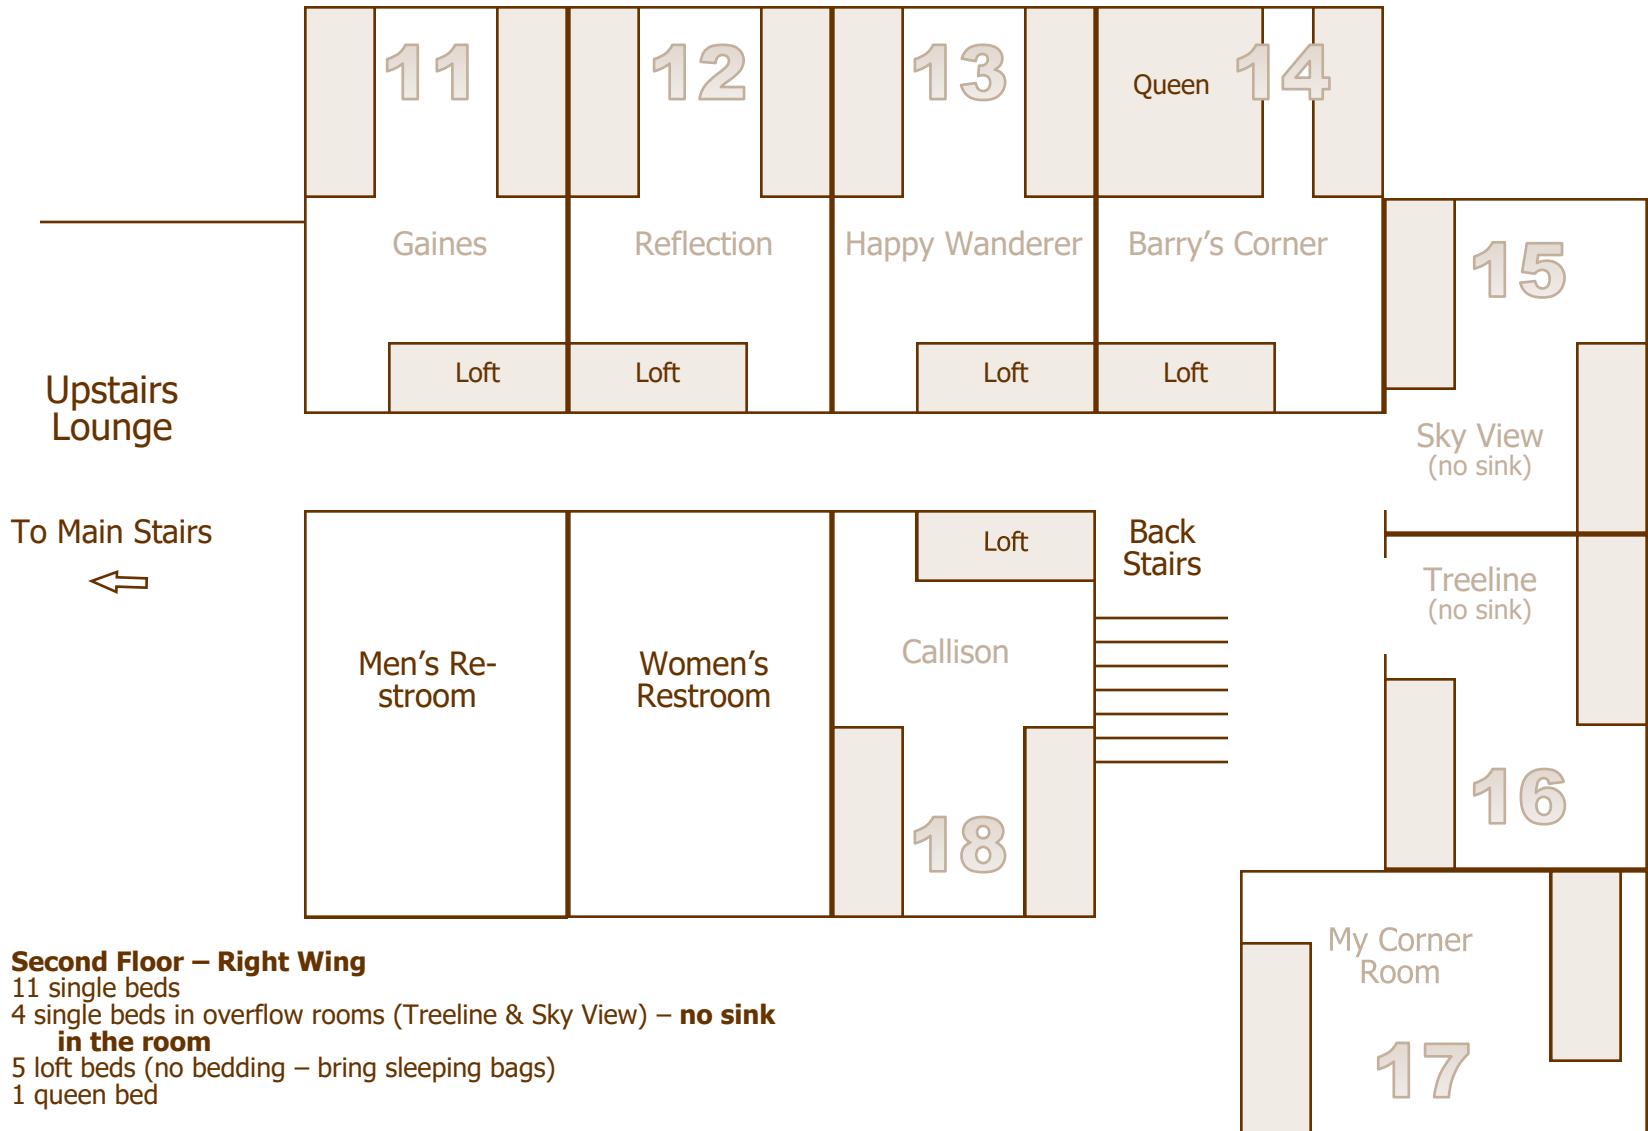 11
12
13
14
Queen
Gaines
Reflection
Happy Wanderer
Barry’s Corner
15
Loft
Loft
Loft
Loft
Upstairs
Lounge
Sky View
(no sink)
To Main Stairs
Loft
Back
Stairs
Treeline
(no sink)
Men’s Re-
stroom
Women’s
Restroom
Callison
16
18
My Corner
Room
17
Second Floor – Right Wing
11 single beds
4 single beds in overflow rooms (Treeline & Sky View) – no sink
in the room
5 loft beds (no bedding – bring sleeping bags)
1 queen bed